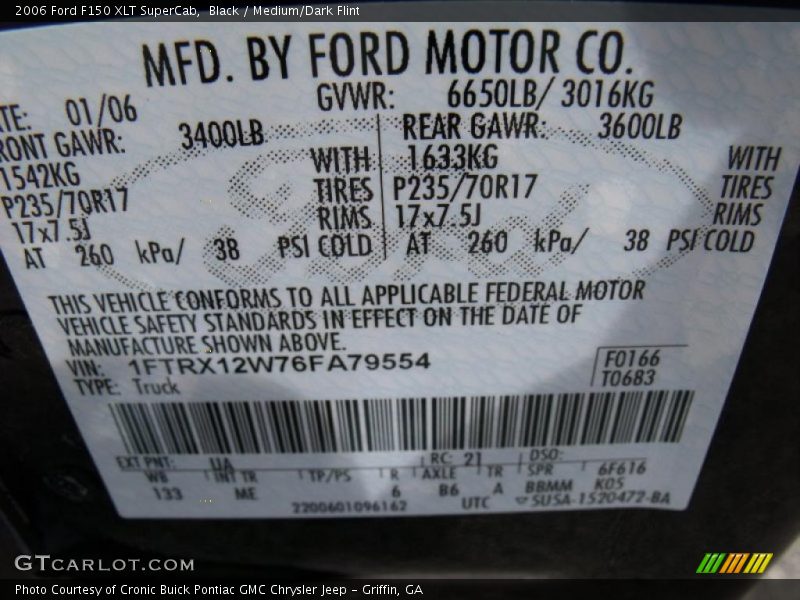 2006 Ford F150 XLT SuperCab, Black / Medium/Dark Flint
MFD. BY FORD MOTOR CO.
ATE: 01/06 GVWR: 6650LB/ 3016KG
RONT GAWR: 3400LB REAR GAWR: 3600LB
1542KG WITH 1633KG WITH
P235/70R17 TIRES P235/70R17 TIRES
17x7.5J RIMS 17x7.5J RIMS
AT 260 kPa/ 38 PSI COLD AT 260 kPa/ 38 PSI COLD
THIS VEHICLE CONFORMS TO ALL APPLICABLE FEDERAL MOTOR
VEHICLE SAFETY STANDARDS IN EFFECT ON THE DATE OF
MANUFACTURE SHOWN ABOVE.
VIN: 1FTRX12W76FA79554 F0166
TYPE: Truck T0683
EXT PNT: UA RC: 21 DSO:
WB INT TR TP/PS R AXLE TR SPR 6F616
133 ME 6 B6 A BBMM K05
2200601096162 UTC SU5A-1520472-BA
GTCARLOT.COM
Photo Courtesy of Cronic Buick Pontiac GMC Chrysler Jeep - Griffin, GA